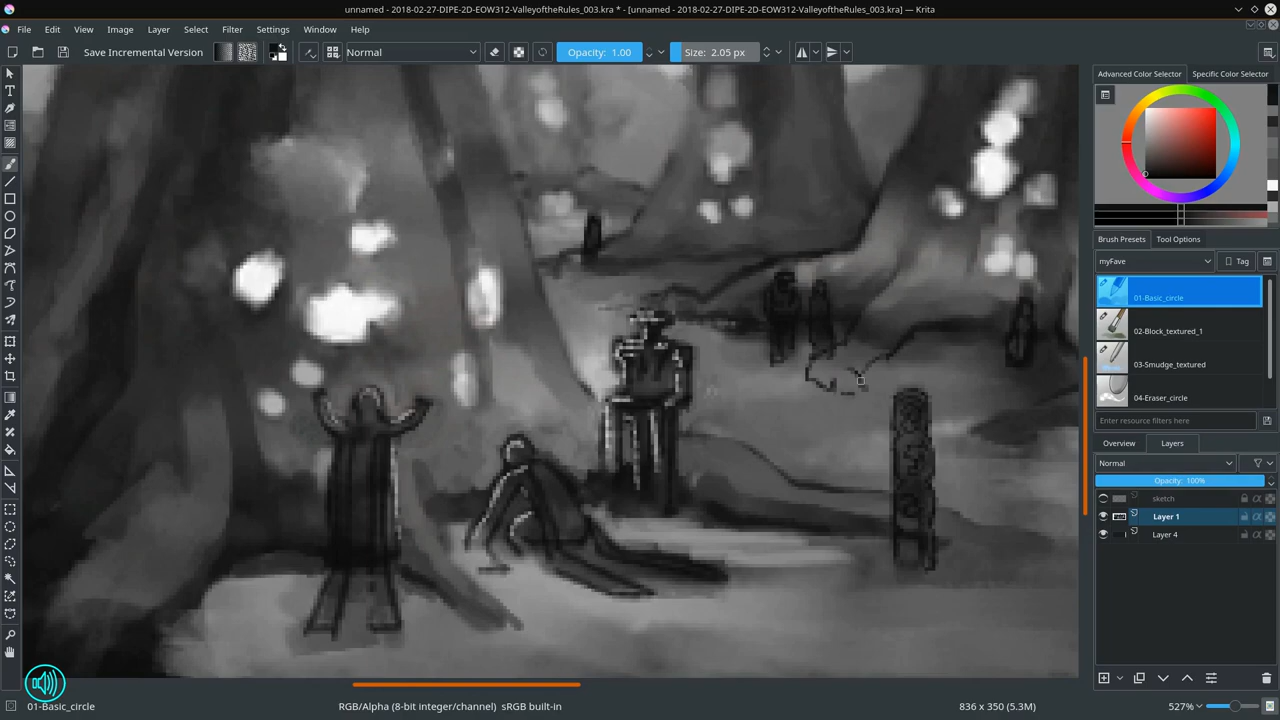 unnamed - 2018-02-27-DIPE-2D-EOW312-ValleyoftheRules_003.kra * - [unnamed - 2018-02-27-DIPE-2D-EOW312-ValleyoftheRules_003.kra] — Krita
File Edit View Image Layer Select Filter Settings Window Help
Save Incremental Version Normal Opacity: 1.00 Size: 2.05 px
Advanced Color Selector Specific Color Selector
Brush Presets Tool Options
myFave Tag
01-Basic_circle
02-Block_textured_1
03-Smudge_textured
04-Eraser_circle
Enter resource filters here
Overview Layers
Normal
Opacity: 100%
sketch
Layer 1
Layer 4
01-Basic_circle RGB/Alpha (8-bit integer/channel) sRGB built-in 836 x 350 (5.3M) 527%